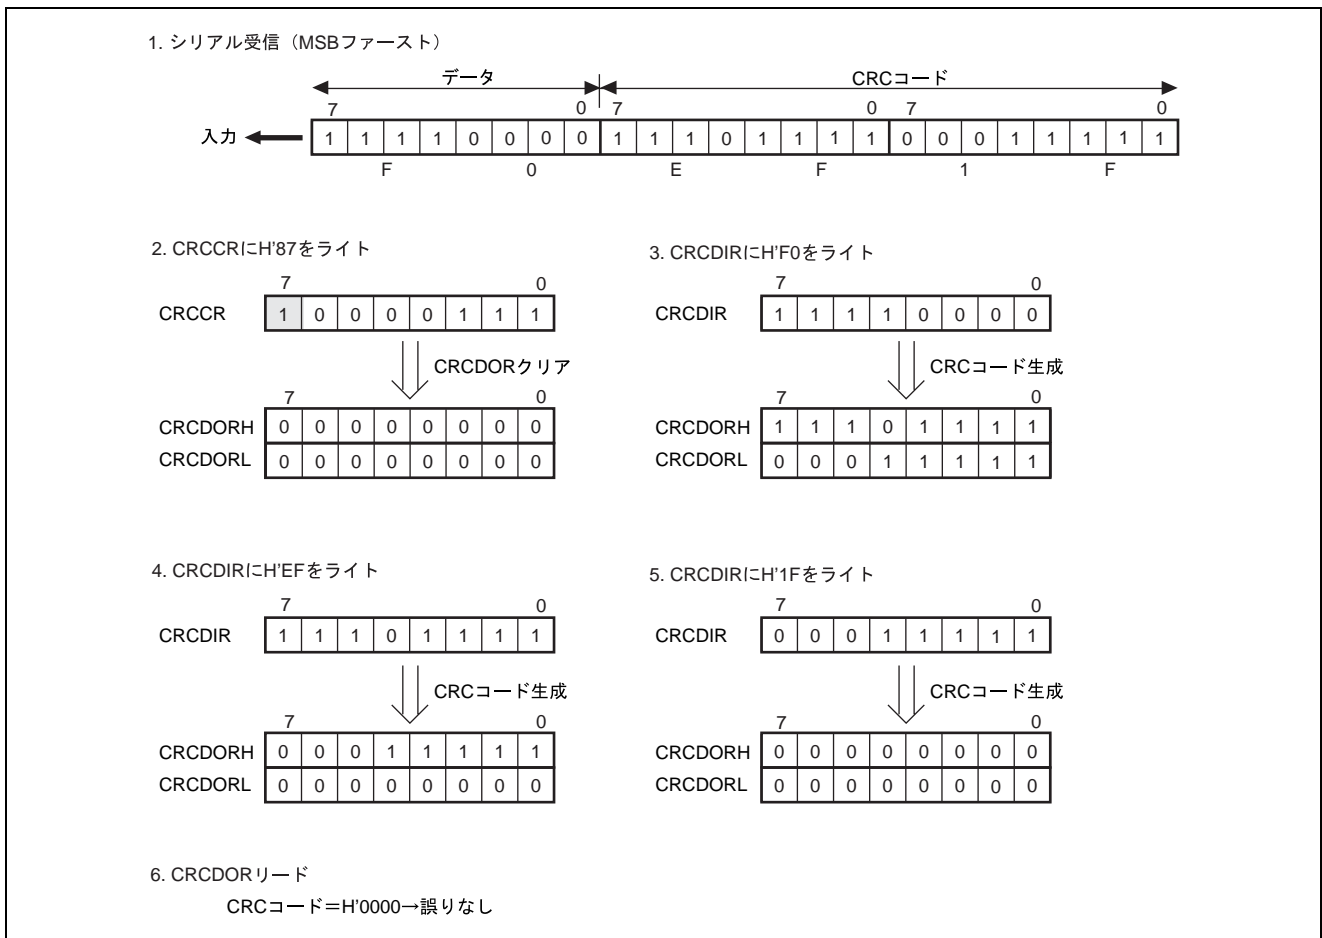 1. シリアル受信（MSBファースト）
データ CRCコード
7 0 7 0 7 0
入力 1 1 1 1 0 0 0 0 1 1 1 0 1 1 1 1 0 0 0 1 1 1 1 1
F 0 E F 1 F
2. CRCCRにH'87をライト
7 0
CRCCR 1 0 0 0 0 1 1 1
CRCDORクリア
7 0
CRCDORH 0 0 0 0 0 0 0 0
CRCDORL 0 0 0 0 0 0 0 0
3. CRCDIRにH'F0をライト
7 0
CRCDIR 1 1 1 1 0 0 0 0
CRCコード生成
7 0
CRCDORH 1 1 1 0 1 1 1 1
CRCDORL 0 0 0 1 1 1 1 1
4. CRCDIRにH'EFをライト
7 0
CRCDIR 1 1 1 0 1 1 1 1
CRCコード生成
7 0
CRCDORH 0 0 0 1 1 1 1 1
CRCDORL 0 0 0 0 0 0 0 0
5. CRCDIRにH'1Fをライト
7 0
CRCDIR 0 0 0 1 1 1 1 1
CRCコード生成
7 0
CRCDORH 0 0 0 0 0 0 0 0
CRCDORL 0 0 0 0 0 0 0 0
6. CRCDORリード
CRCコード＝H'0000→誤りなし